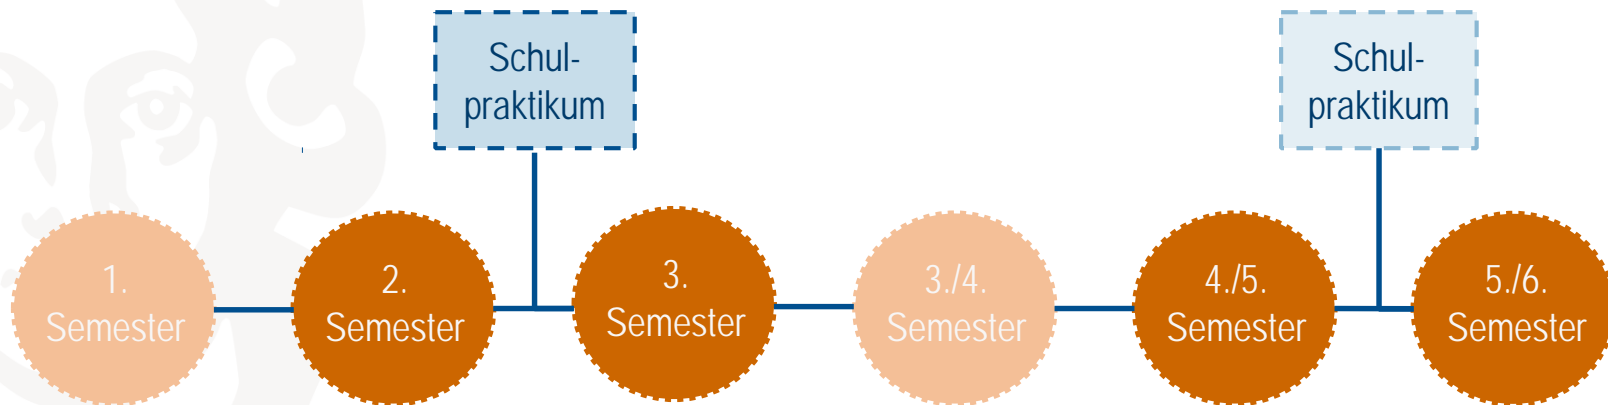 Schul-
praktikum
Schul-
praktikum
1.
Semester
2.
Semester
3.
Semester
3./4.
Semester
4./5.
Semester
5./6.
Semester